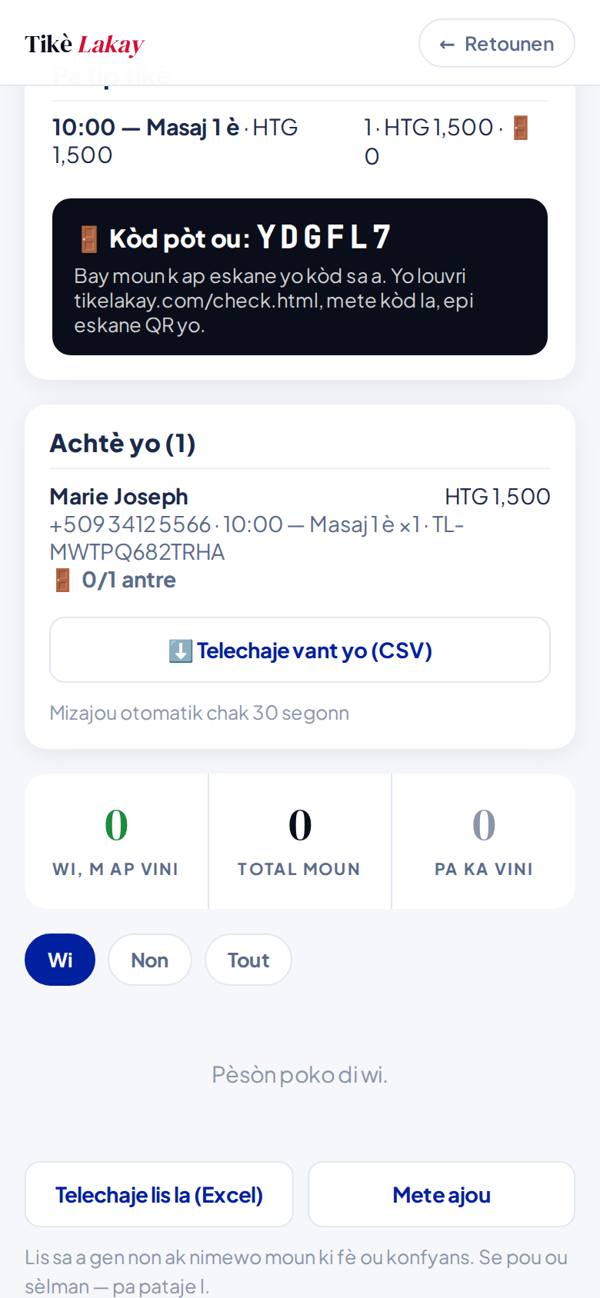 Tikè Lakay
← Retounen
Pa tip tikè
10:00 — Masaj 1 è · HTG 1,500
1 · HTG 1,500 · 🚪 0
🚪 Kòd pòt ou: YDGFL7
Bay moun k ap eskane yo kòd sa a. Yo louvri
tikelakay.com/check.html, mete kòd la, epi
eskane QR yo.
Achtè yo (1)
Marie Joseph
HTG 1,500
+509 3412 5566 · 10:00 — Masaj 1 è ×1 · TL-
MWTPQ682TRHA
🚪 0/1 antre
⬇️ Telechaje vant yo (CSV)
Mizajou otomatik chak 30 segonn
0
WI, M AP VINI
0
TOTAL MOUN
0
PA KA VINI
Wi
Non
Tout
Pèsòn poko di wi.
Telechaje lis la (Excel)
Mete ajou
Lis sa a gen non ak nimewo moun ki fè ou konfyans. Se pou ou
sèlman — pa pataje l.